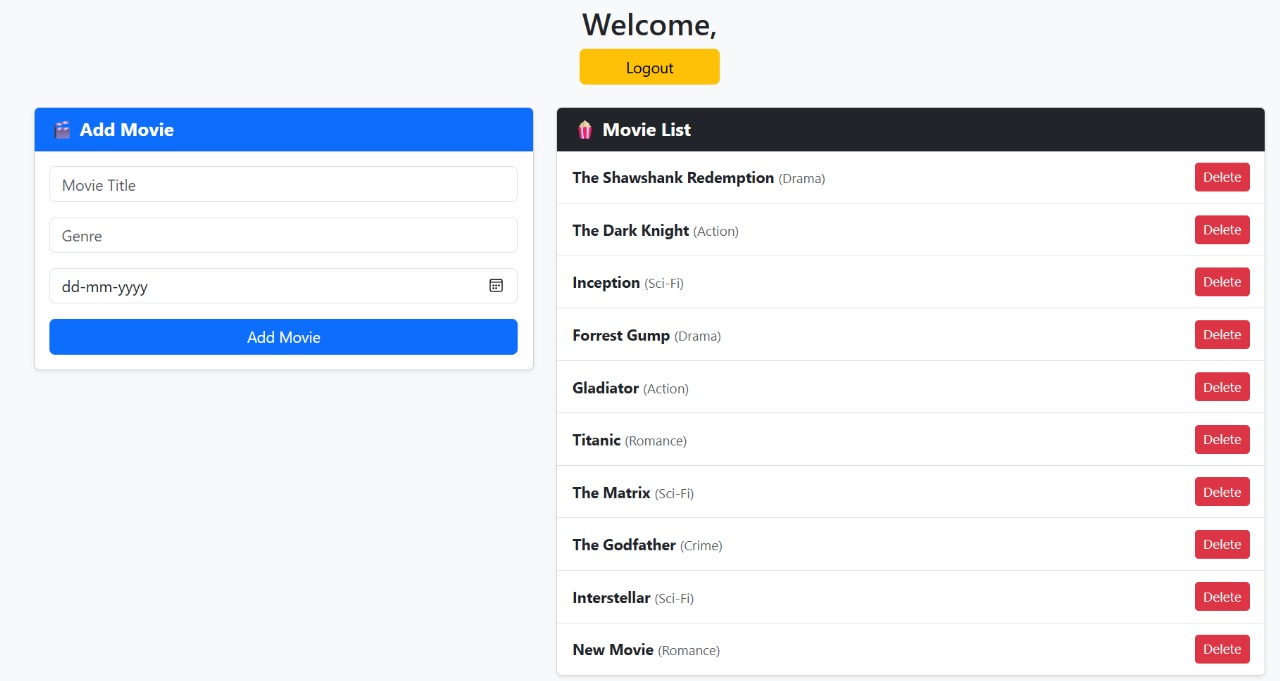 Welcome,
Logout
Add Movie
Movie Title
Genre
dd-mm-yyyy
Add Movie
Movie List
The Shawshank Redemption (Drama) Delete
The Dark Knight (Action) Delete
Inception (Sci-Fi) Delete
Forrest Gump (Drama) Delete
Gladiator (Action) Delete
Titanic (Romance) Delete
The Matrix (Sci-Fi) Delete
The Godfather (Crime) Delete
Interstellar (Sci-Fi) Delete
New Movie (Romance) Delete